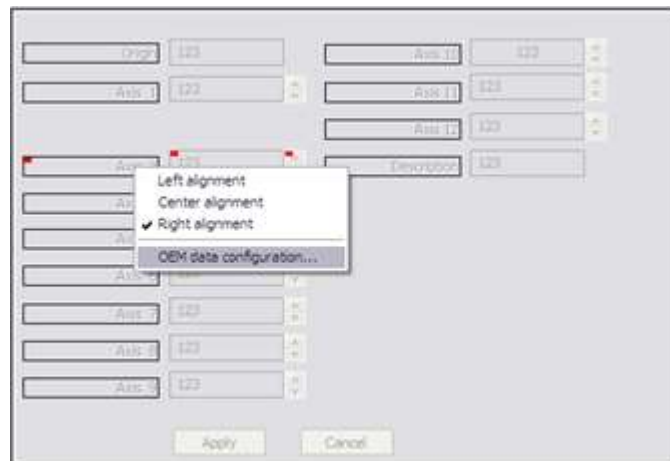 Origin 123
Axis 10 123
Axis 1 123
Axis 11 123
Axis 12 123
123
Description 123
Left alignment
Center alignment
Right alignment
OEM data configuration...
Axis 7 123
Axis 8 123
Axis 9 123
Apply Cancel